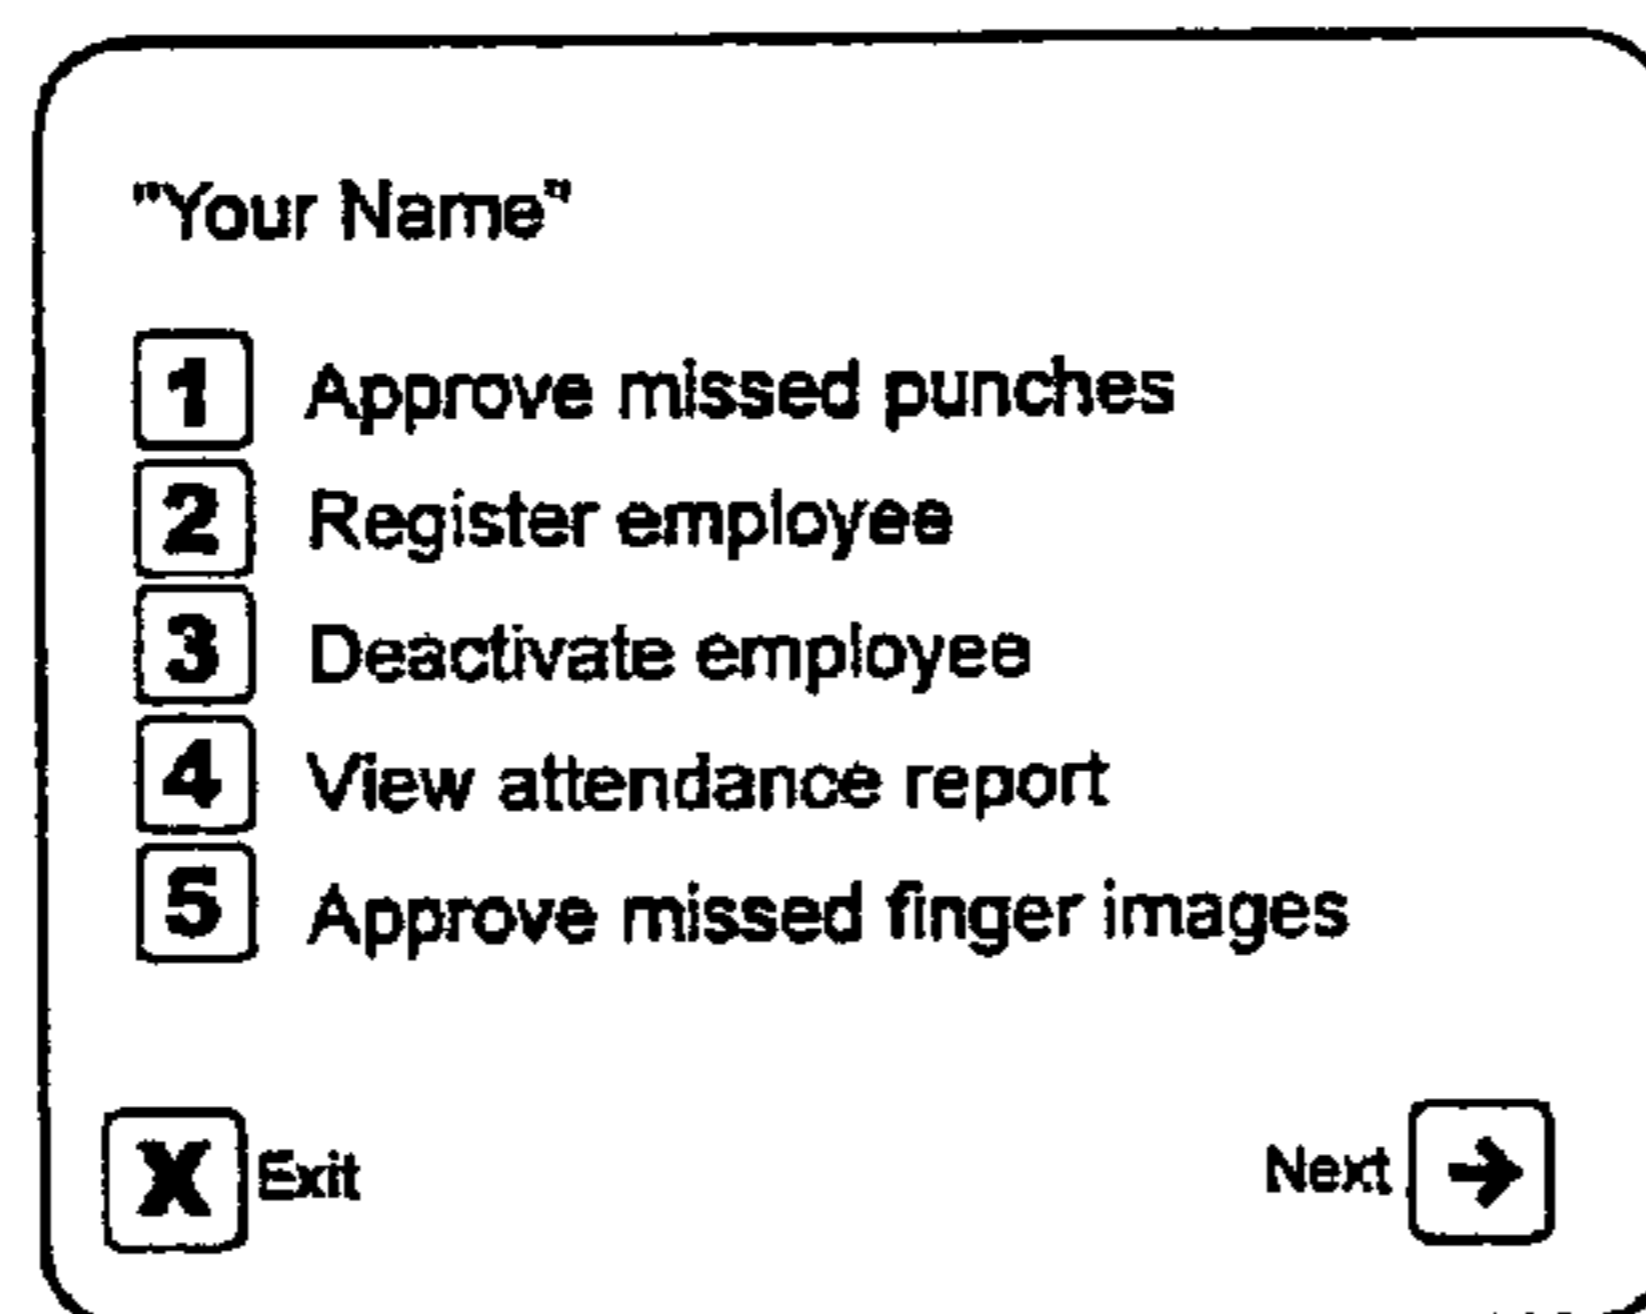 "Your Name"
1 Approve missed punches
2 Register employee
3 Deactivate employee
4 View attendance report
5 Approve missed finger images
X Exit Next →